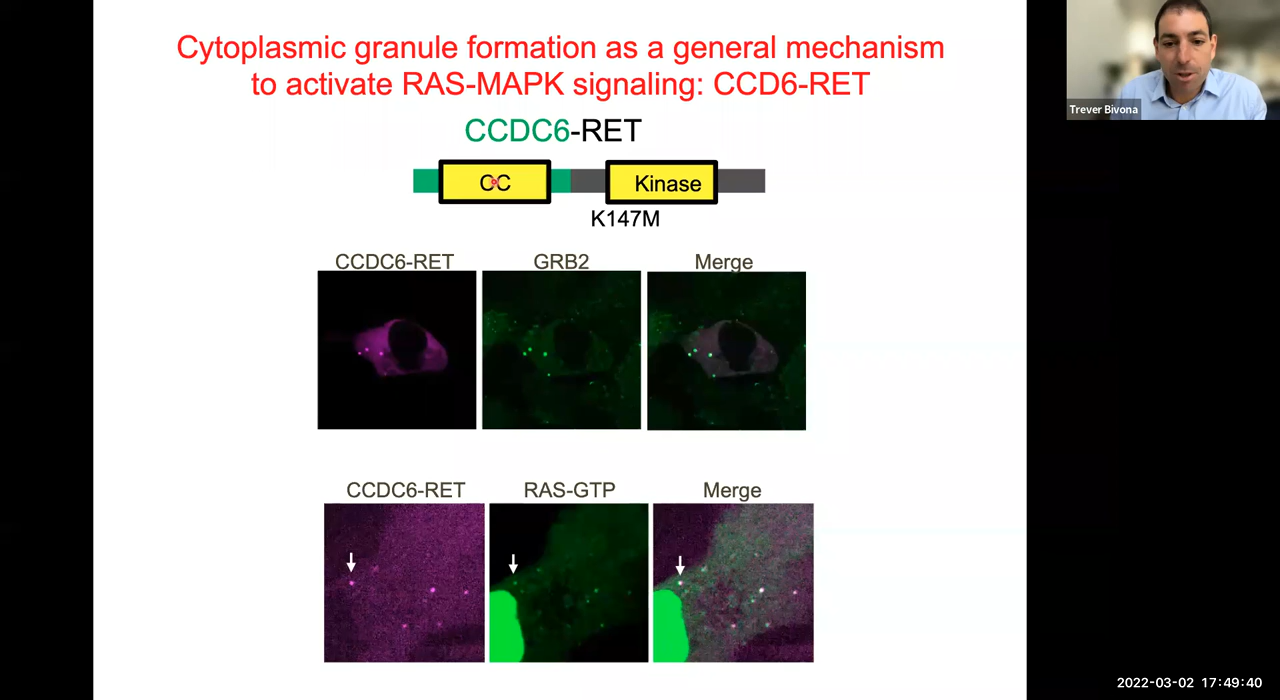 Cytoplasmic granule formation as a general mechanism
to activate RAS-MAPK signaling: CCD6-RET
Trever Bivona
CCDC6-RET
CC
Kinase
K147M
CCDC6-RET
GRB2
Merge
CCDC6-RET
RAS-GTP
Merge
2022-03-02 17:49:40